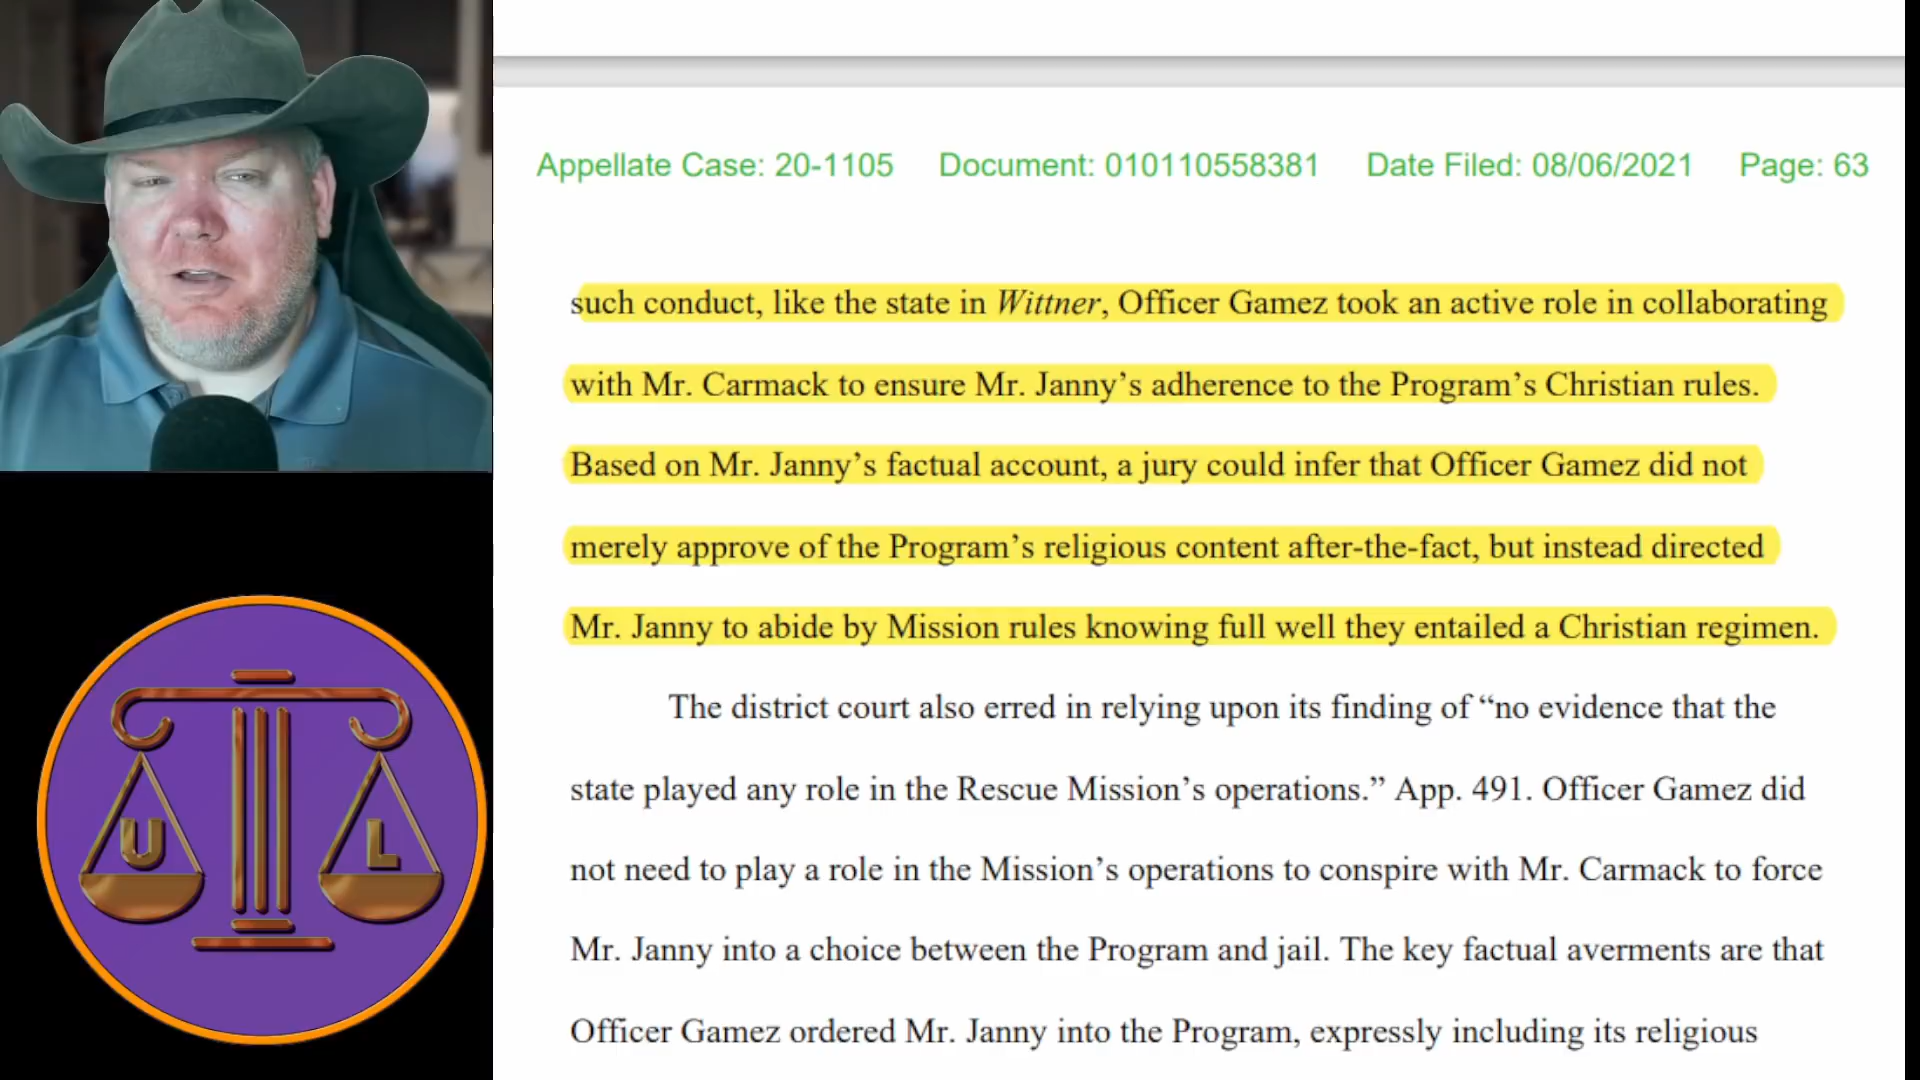 Appellate Case: 20-1105 Document: 010110558381 Date Filed: 08/06/2021 Page: 63
such conduct, like the state in Wittner, Officer Gamez took an active role in collaborating
with Mr. Carmack to ensure Mr. Janny’s adherence to the Program’s Christian rules.
Based on Mr. Janny’s factual account, a jury could infer that Officer Gamez did not
merely approve of the Program’s religious content after-the-fact, but instead directed
Mr. Janny to abide by Mission rules knowing full well they entailed a Christian regimen.
The district court also erred in relying upon its finding of “no evidence that the
state played any role in the Rescue Mission’s operations.” App. 491. Officer Gamez did
not need to play a role in the Mission’s operations to conspire with Mr. Carmack to force
Mr. Janny into a choice between the Program and jail. The key factual averments are that
Officer Gamez ordered Mr. Janny into the Program, expressly including its religious
U L